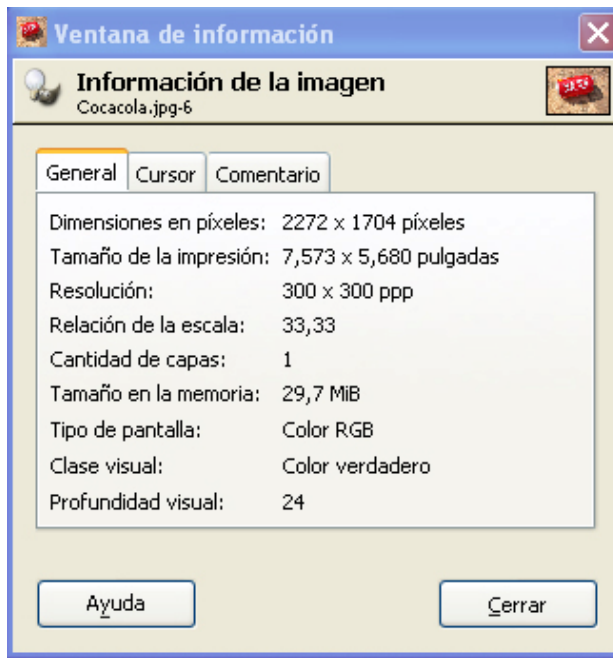 Ventana de información
Información de la imagen
Cocacola.jpg-6
General Cursor Comentario
Dimensiones en píxeles: 2272 x 1704 píxeles
Tamaño de la impresión: 7,573 x 5,680 pulgadas
Resolución: 300 x 300 ppp
Relación de la escala: 33,33
Cantidad de capas: 1
Tamaño en la memoria: 29,7 MiB
Tipo de pantalla: Color RGB
Clase visual: Color verdadero
Profundidad visual: 24
Ayuda Cerrar